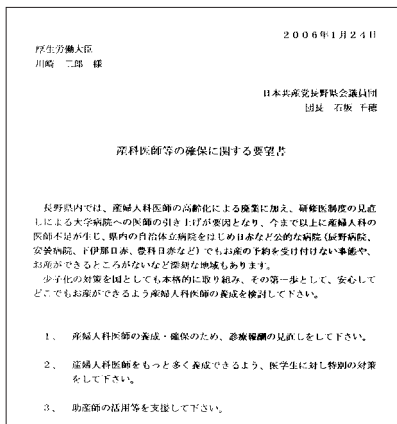 2006年1月24日
厚生労働大臣
川崎 二郎 様
日本共産党長野県会議員団
団長 石坂 千穂
産科医師等の確保に関する要望書
長野県内では、産婦人科医師の高齢化による廃業に加え、研修医制度の見直
しによる大学病院への医師の引き上げが要因となり、今まで以上に産婦人科の
医師不足が生じ、県内の自治体立病院をはじめ日赤など公的な病院（辰野病院、
安曇病院、下伊那日赤、豊科日赤など）でもお産の予約を受け付けない事態や、
お産ができるところがないなど深刻な地域もあります。
少子化の対策を国としても本格的に取り組み、その第一歩として、安心して
どこでもお産ができるよう産婦人科医師の養成を検討して下さい。
1、 産婦人科医師の養成・確保のため、診療報酬の見直しをして下さい。
2、 産婦人科医師をもっと多く養成できるよう、医学生に対し特別の対策
をして下さい。
3、 助産師の活用等を支援して下さい。